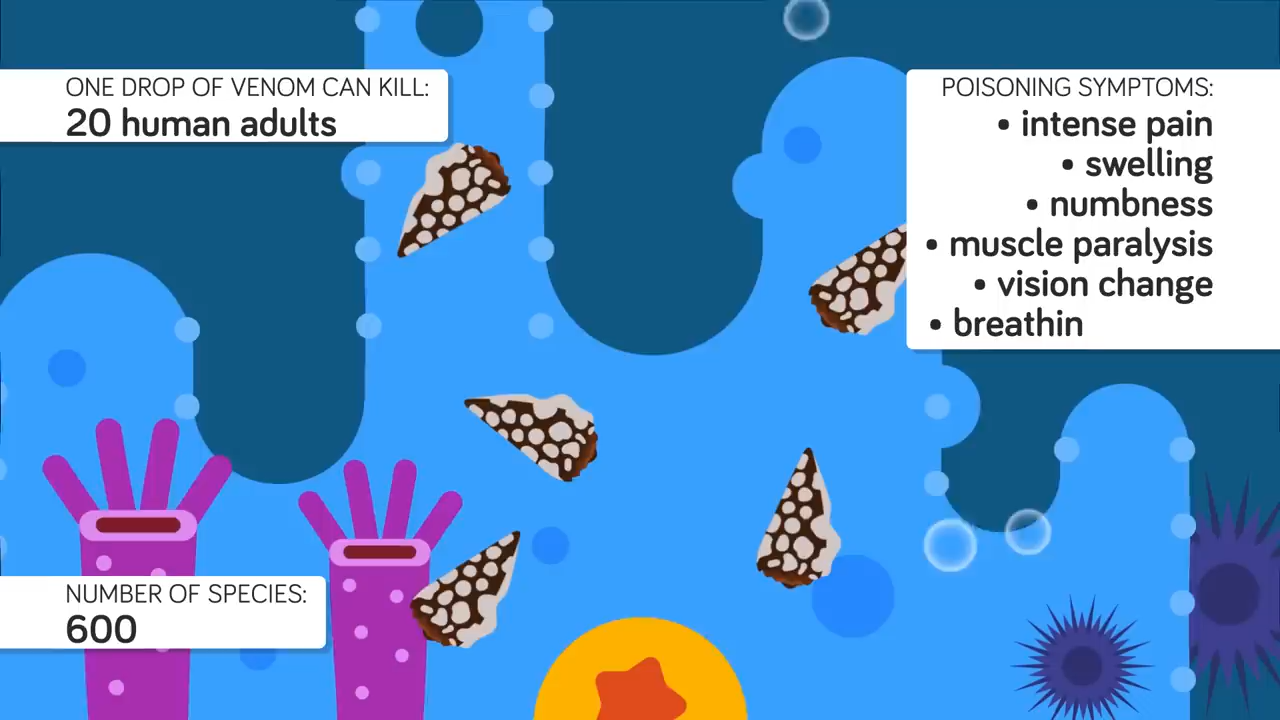 ONE DROP OF VENOM CAN KILL:
20 human adults
POISONING SYMPTOMS:
• intense pain
• swelling
• numbness
• muscle paralysis
• vision change
• breathin
NUMBER OF SPECIES:
600